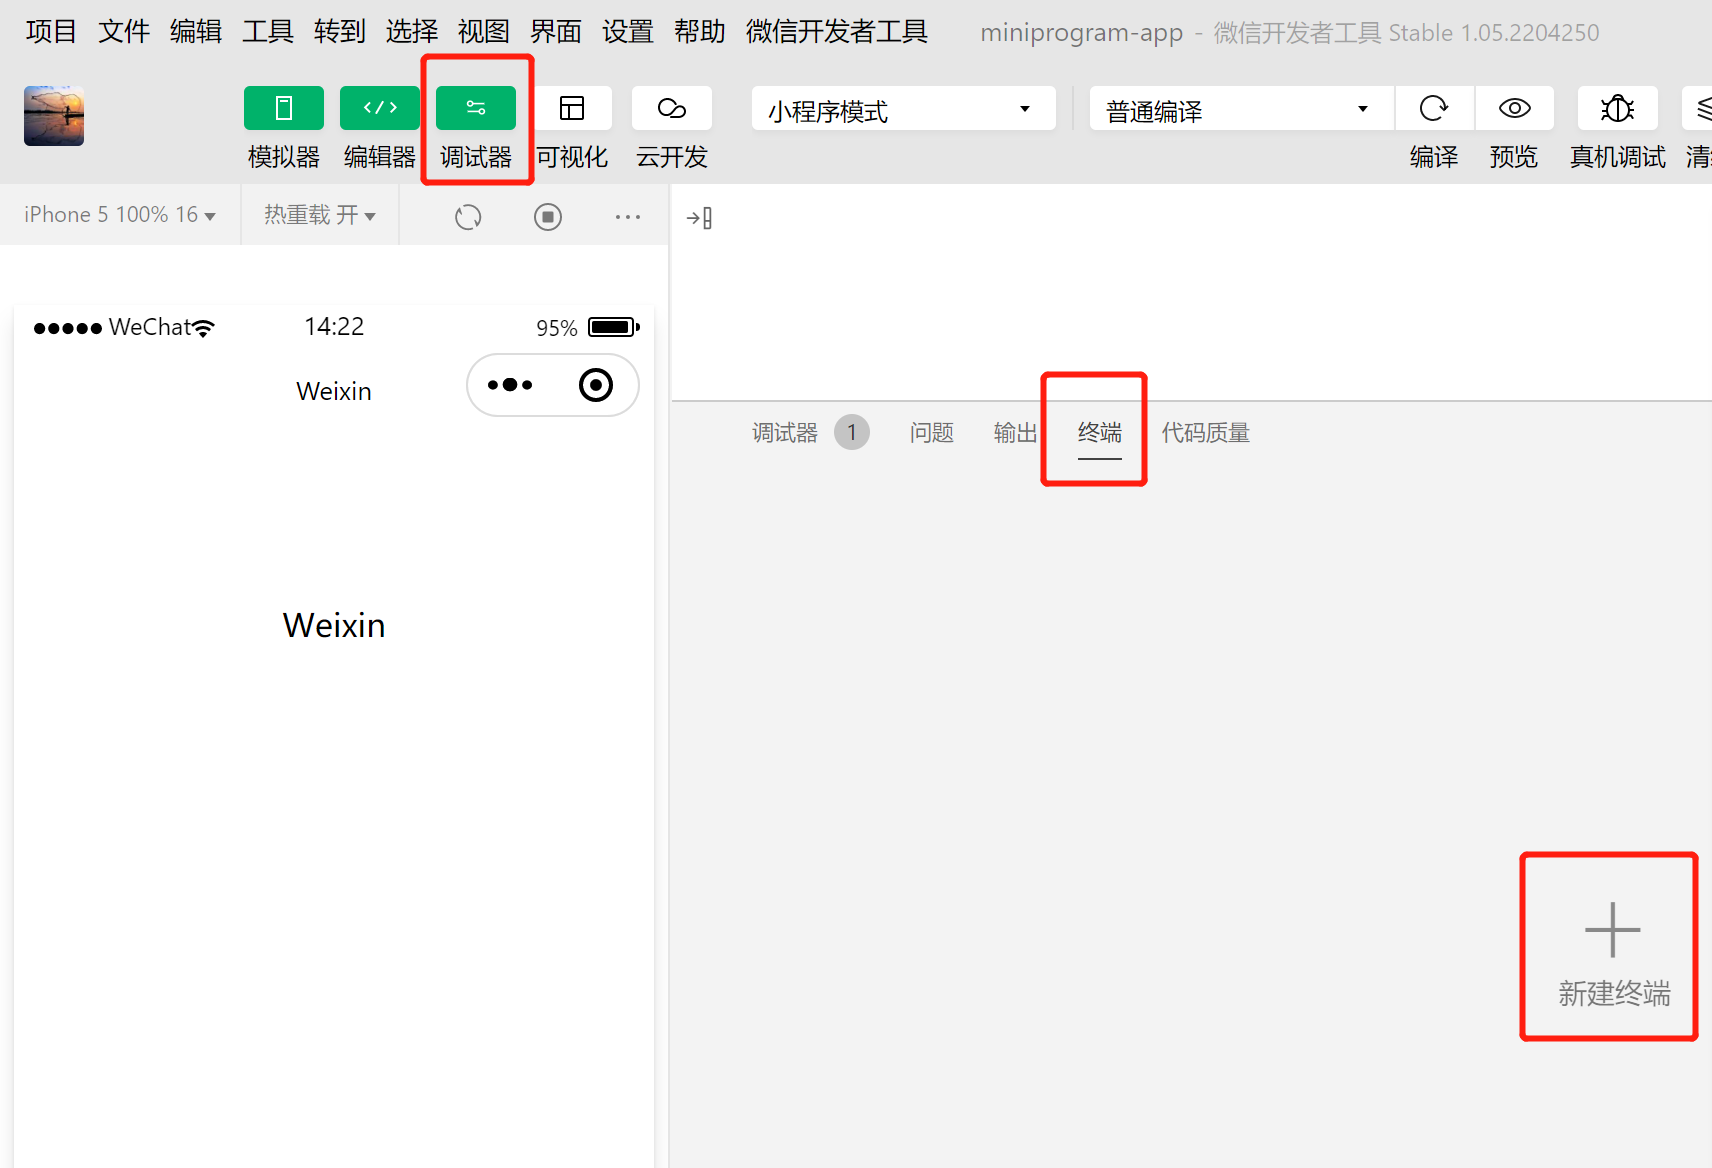 项目 文件 编辑 工具 转到 选择 视图 界面 设置 帮助 微信开发者工具 miniprogram-app - 微信开发者工具 Stable 1.05.2204250
小程序模式 普通编译
模拟器 编辑器 调试器 可视化 云开发 编译 预览 真机调试 清
iPhone 5 100% 16 热重载 开
WeChat 14:22 95%
Weixin
调试器 1 问题 输出 终端 代码质量
Weixin
新建终端